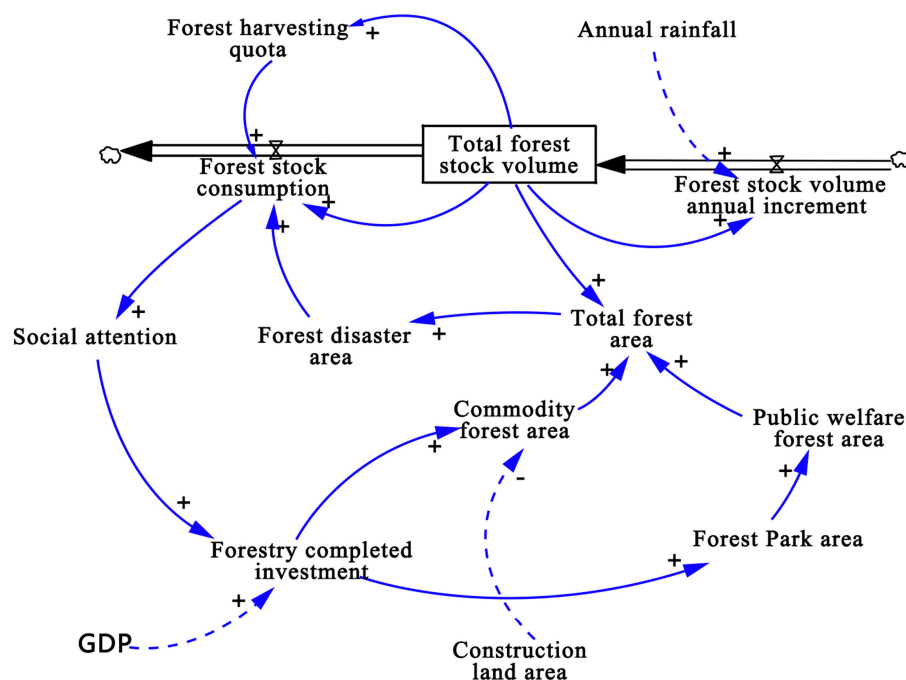 Forest harvesting
quota
+
Annual rainfall
+
Total forest
stock volume
+
Forest stock
consumption
+
+
Forest stock volume
annual increment
+
+
+
Social attention
Forest disaster
area
+
Total forest
area
+
+
Commodity
forest area
+
Public welfare
forest area
-
+
+
Forestry completed
investment
+
Forest Park area
+
GDP
Construction
land area